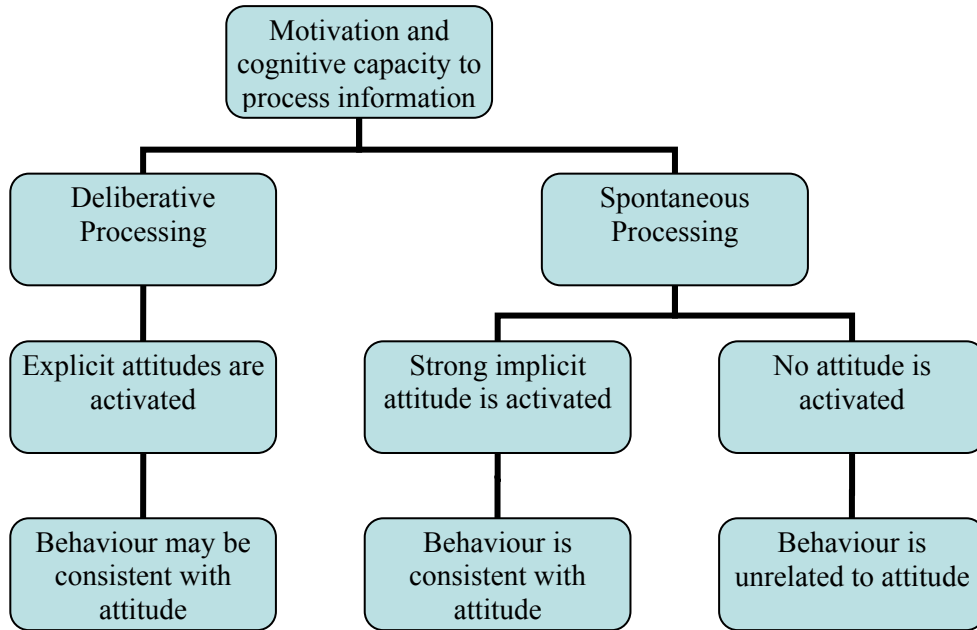 Motivation and
cognitive capacity to
process information
Deliberative
Processing
Spontaneous
Processing
Explicit attitudes are
activated
Strong implicit
attitude is activated
No attitude is
activated
Behaviour may be
consistent with
attitude
Behaviour is
consistent with
attitude
Behaviour is
unrelated to attitude